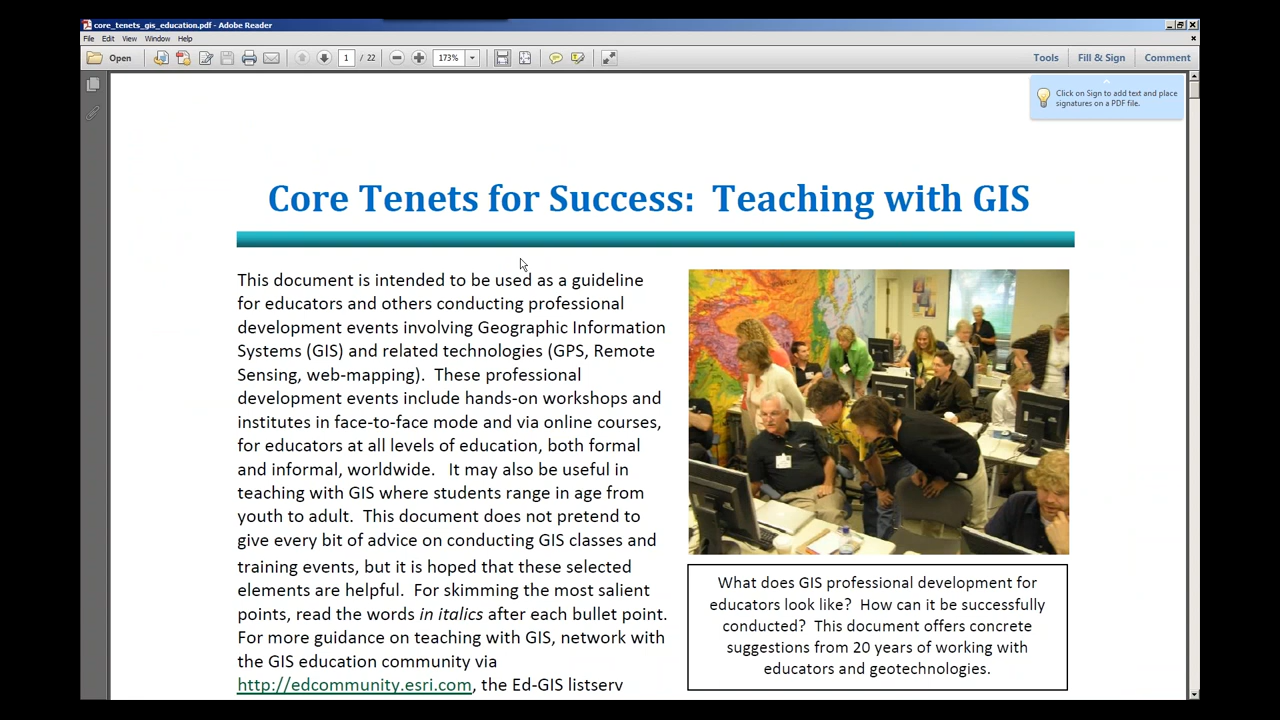 core_tenets_gis_education.pdf - Adobe Reader
File Edit View Window Help
Open 1 / 22 173% Tools Fill & Sign Comment
Click on Sign to add text and place
signatures on a PDF file.
Core Tenets for Success: Teaching with GIS
This document is intended to be used as a guideline
for educators and others conducting professional
development events involving Geographic Information
Systems (GIS) and related technologies (GPS, Remote
Sensing, web-mapping). These professional
development events include hands-on workshops and
institutes in face-to-face mode and via online courses,
for educators at all levels of education, both formal
and informal, worldwide. It may also be useful in
teaching with GIS where students range in age from
youth to adult. This document does not pretend to
give every bit of advice on conducting GIS classes and
training events, but it is hoped that these selected
elements are helpful. For skimming the most salient
points, read the words in italics after each bullet point.
For more guidance on teaching with GIS, network with
the GIS education community via
http://edcommunity.esri.com, the Ed-GIS listserv
What does GIS professional development for
educators look like? How can it be successfully
conducted? This document offers concrete
suggestions from 20 years of working with
educators and geotechnologies.